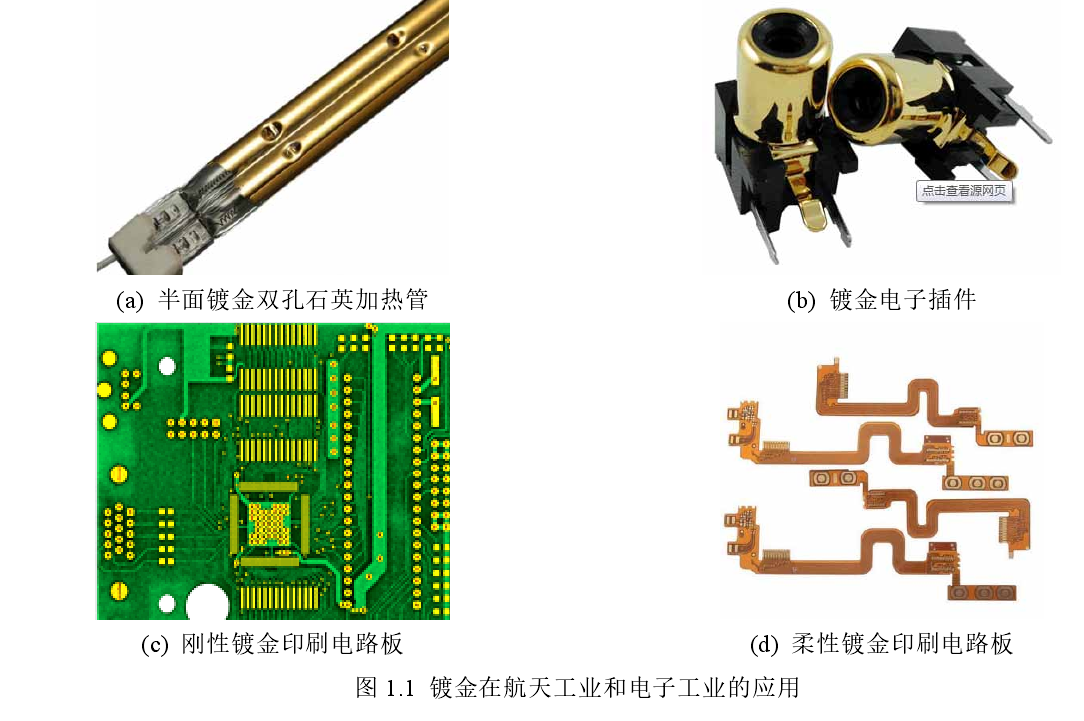 点击查看源网页
(a) 半面镀金双孔石英加热管
(b) 镀金电子插件
(c) 刚性镀金印刷电路板
(d) 柔性镀金印刷电路板
图 1.1 镀金在航天工业和电子工业的应用